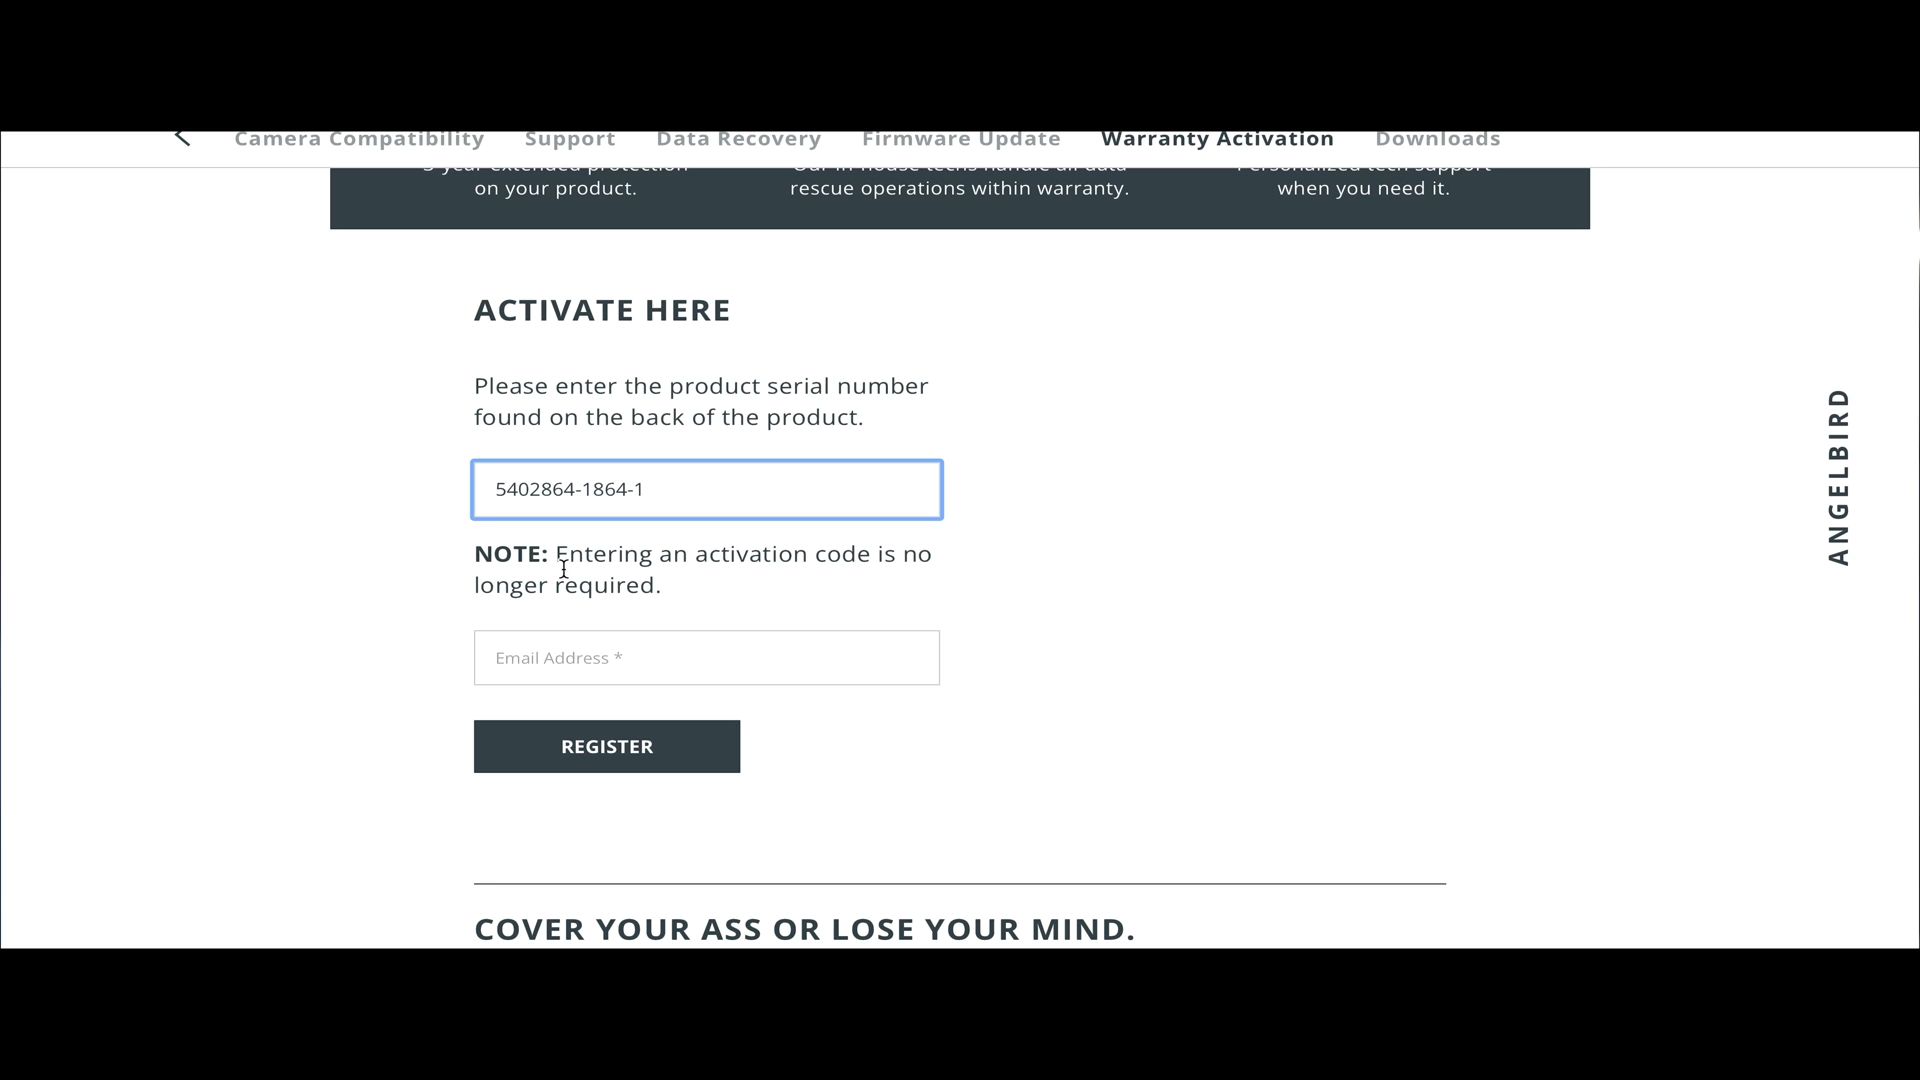 Camera Compatibility Support Data Recovery Firmware Update Warranty Activation Downloads
on your product.
rescue operations within warranty.
when you need it.
ACTIVATE HERE
Please enter the product serial number
found on the back of the product.
5402864-1864-1
NOTE: Entering an activation code is no
longer required.
Email Address *
REGISTER
COVER YOUR ASS OR LOSE YOUR MIND.
ANGELBIRD